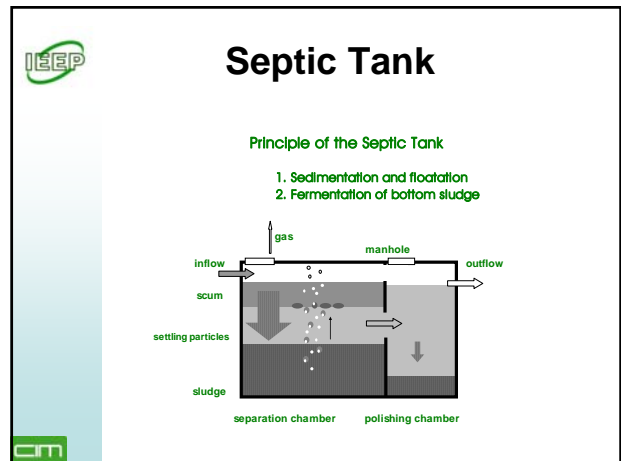 IEEP
Septic Tank
Principle of the Septic Tank
1. Sedimentation and floatation
2. Fermentation of bottom sludge
gas
manhole
inflow
outflow
scum
settling particles
sludge
separation chamber
polishing chamber
CIM